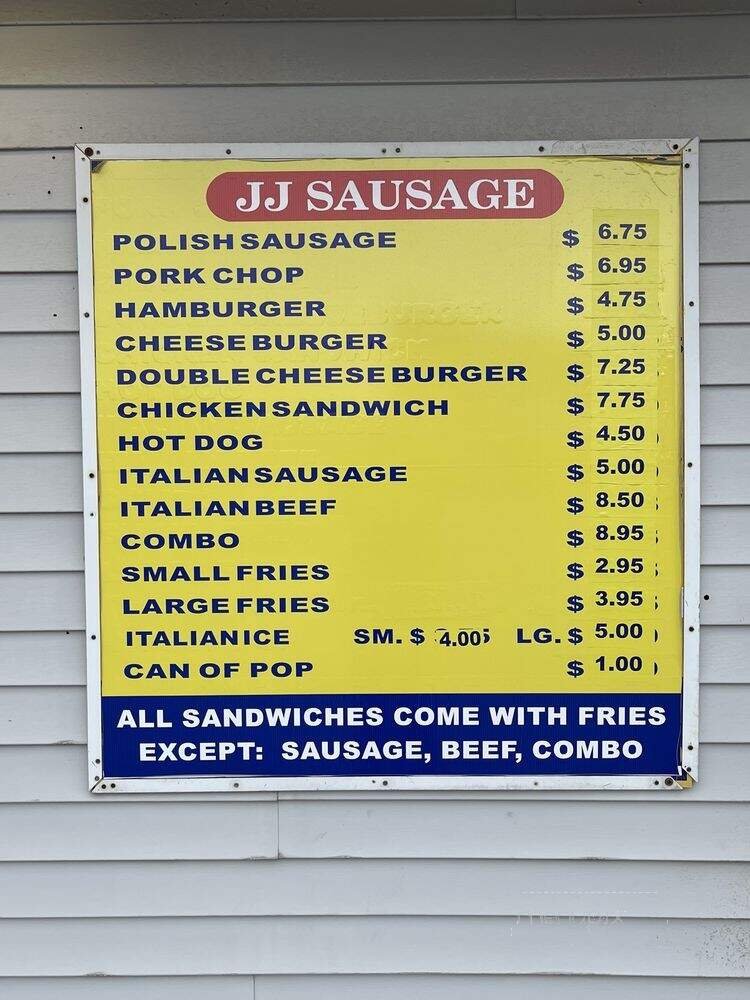 JJ SAUSAGE
POLISH SAUSAGE $ 6.75
PORK CHOP $ 6.95
HAMBURGER $ 4.75
CHEESE BURGER $ 5.00
DOUBLE CHEESE BURGER $ 7.25
CHICKEN SANDWICH $ 7.75
HOT DOG $ 4.50
ITALIAN SAUSAGE $ 5.00
ITALIAN BEEF $ 8.50
COMBO $ 8.95
SMALL FRIES $ 2.95
LARGE FRIES $ 3.95
ITALIAN ICE SM. $ 4.00 LG. $ 5.00
CAN OF POP $ 1.00
ALL SANDWICHES COME WITH FRIES
EXCEPT: SAUSAGE, BEEF, COMBO